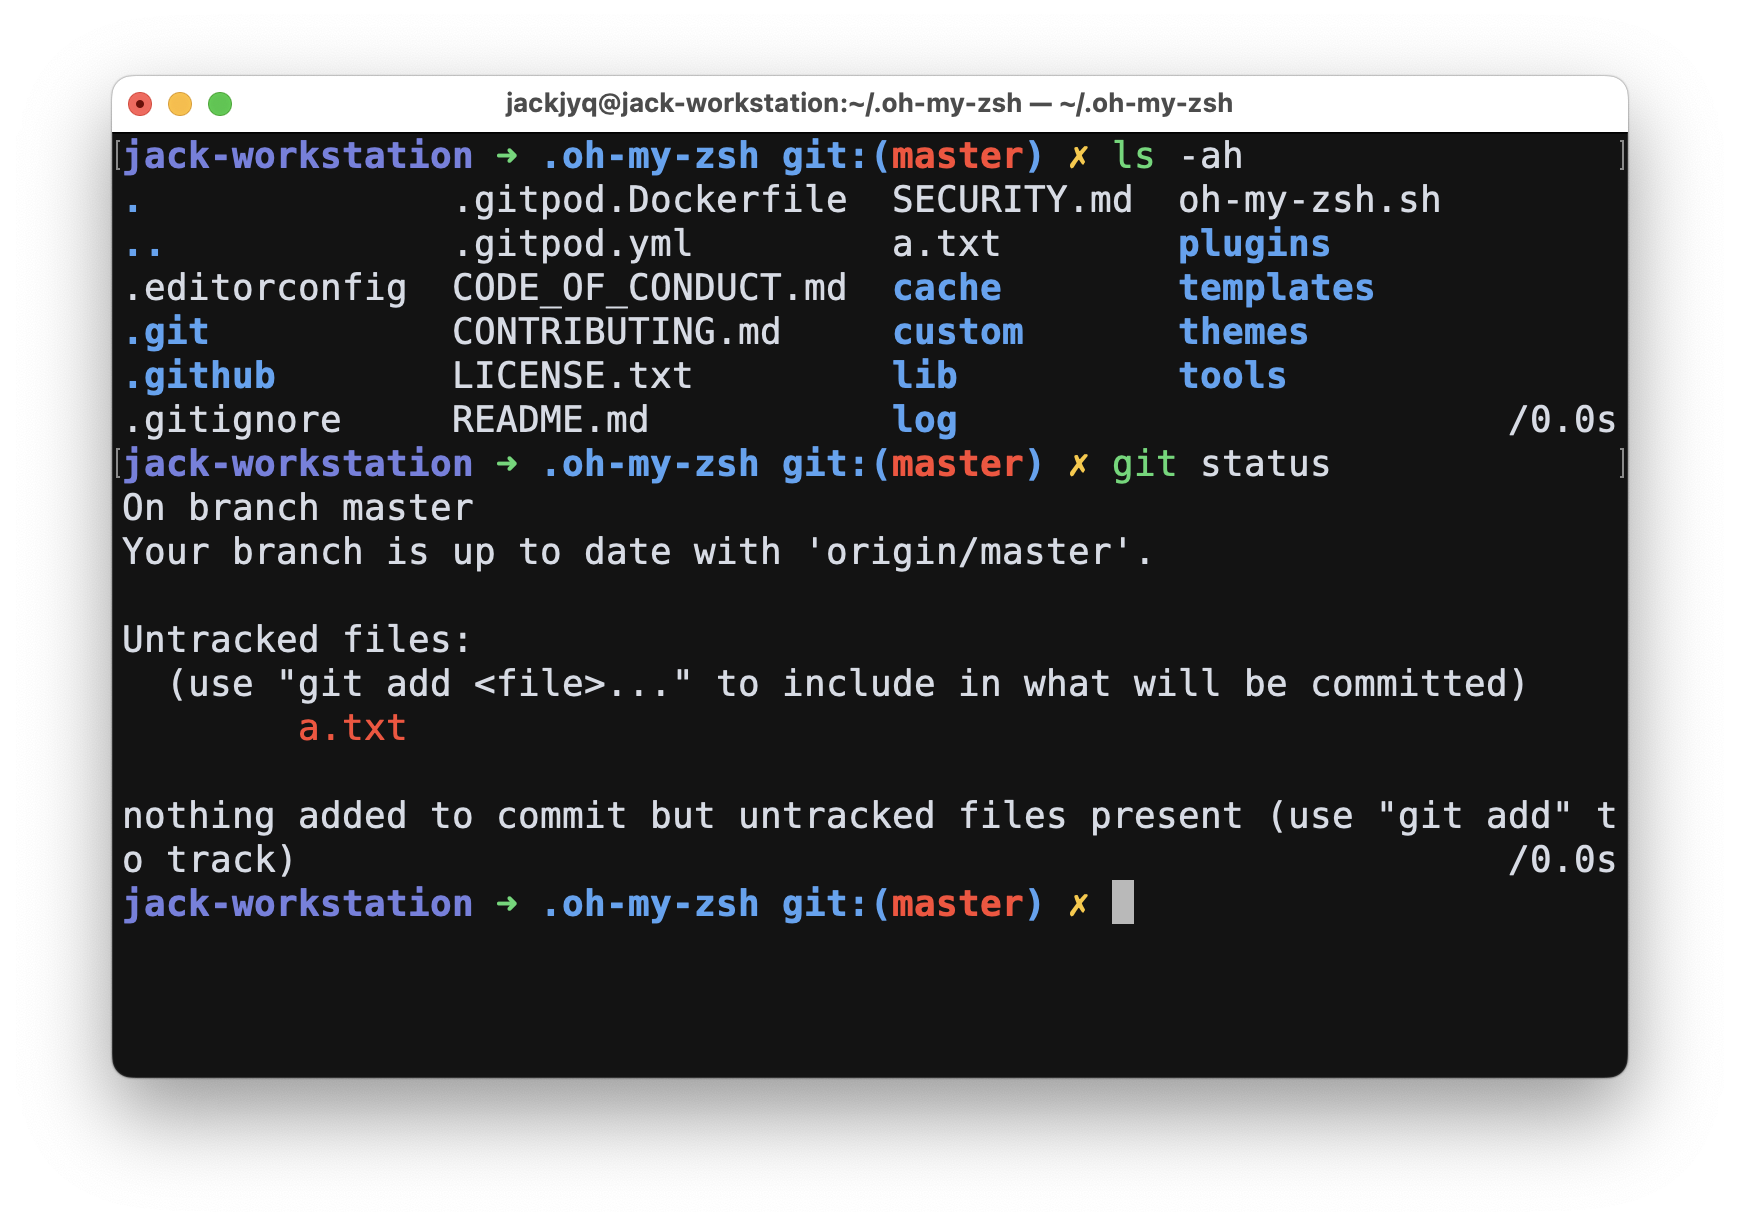 jackjyq@jack-workstation:~/.oh-my-zsh — ~/.oh-my-zsh
[jack-workstation ➜ .oh-my-zsh git:(master) ✗ ls -ah ]
. .gitpod.Dockerfile SECURITY.md oh-my-zsh.sh
.. .gitpod.yml a.txt plugins
.editorconfig CODE_OF_CONDUCT.md cache templates
.git CONTRIBUTING.md custom themes
.github LICENSE.txt lib tools
.gitignore README.md log /0.0s
[jack-workstation ➜ .oh-my-zsh git:(master) ✗ git status ]
On branch master
Your branch is up to date with 'origin/master'.
Untracked files:
(use "git add <file>..." to include in what will be committed)
a.txt
nothing added to commit but untracked files present (use "git add" t
o track) /0.0s
jack-workstation ➜ .oh-my-zsh git:(master) ✗